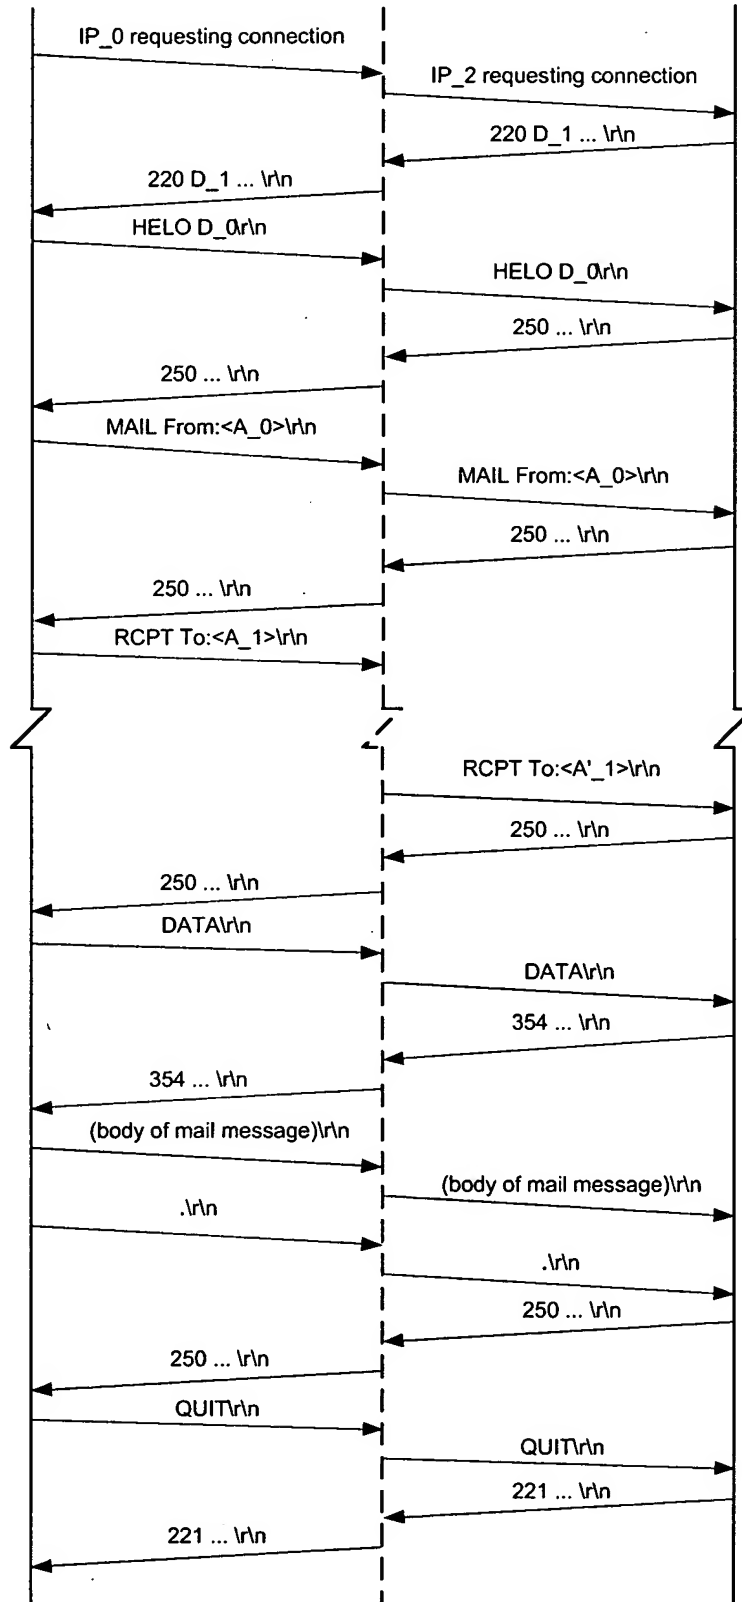 IP_0 requesting connection
IP_2 requesting connection
220 D_1 ... \r\n
220 D_1 ... \r\n
HELO D_0\r\n
HELO D_0\r\n
250 ... \r\n
250 ... \r\n
MAIL From:<A_0>\r\n
MAIL From:<A_0>\r\n
250 ... \r\n
250 ... \r\n
RCPT To:<A_1>\r\n
RCPT To:<A'_1>\r\n
250 ... \r\n
250 ... \r\n
DATA\r\n
DATA\r\n
354 ... \r\n
354 ... \r\n
(body of mail message)\r\n
(body of mail message)\r\n
.\r\n
.\r\n
250 ... \r\n
250 ... \r\n
QUIT\r\n
QUIT\r\n
221 ... \r\n
221 ... \r\n